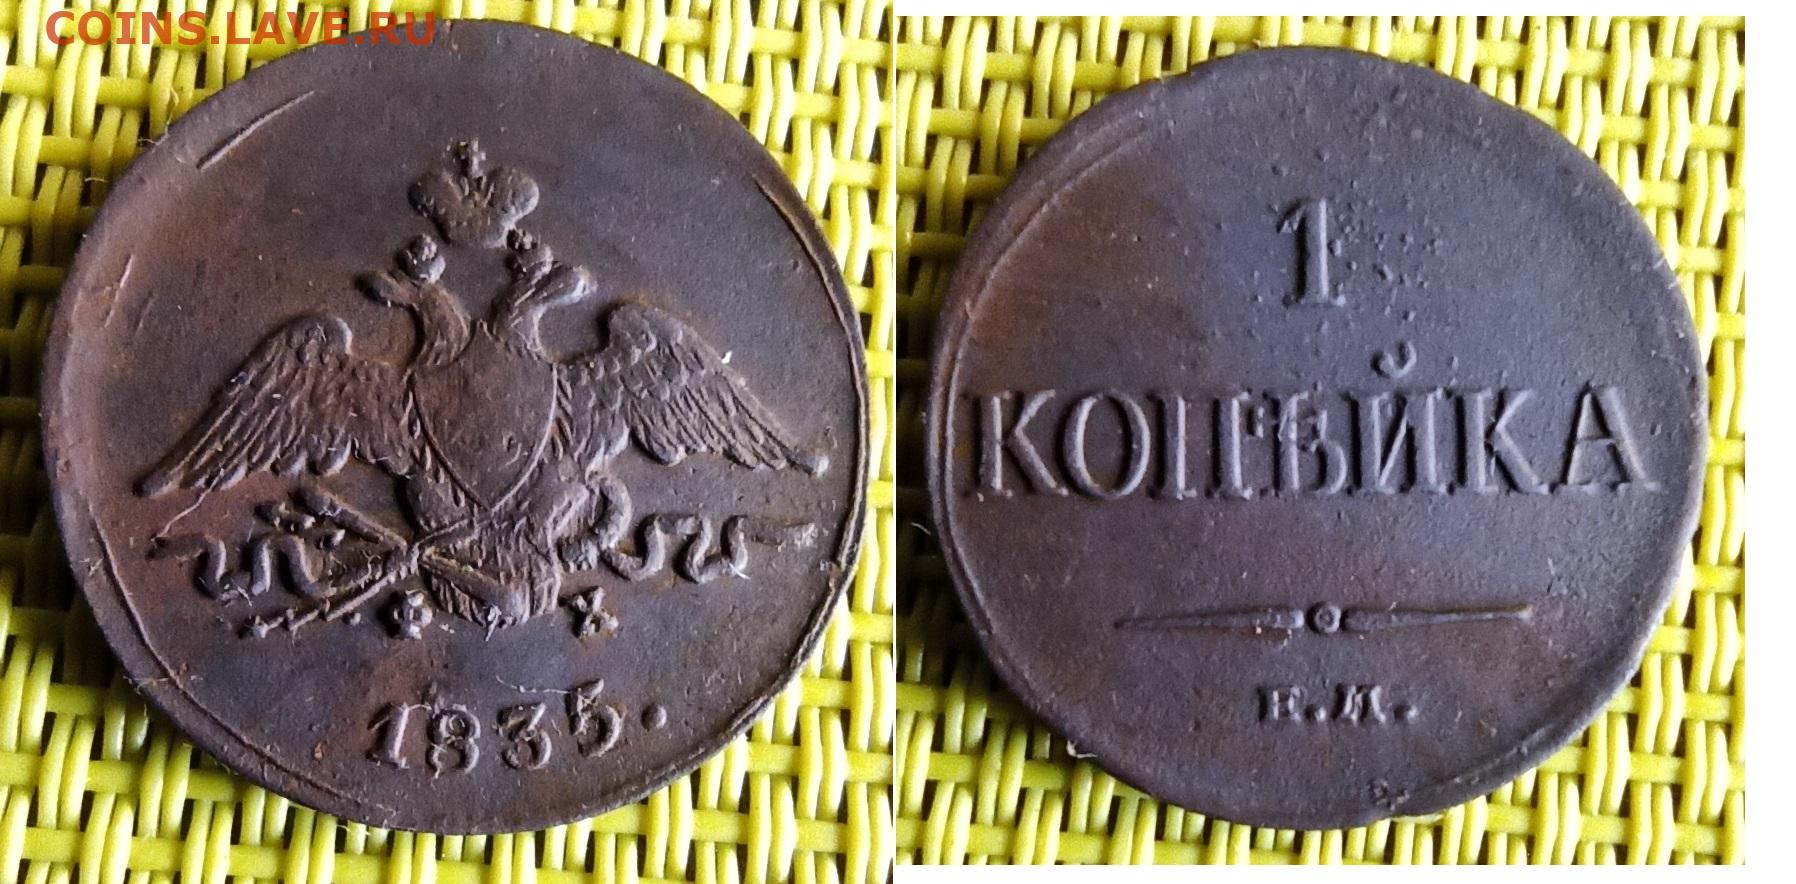 COINS.LAVE.RU
Ф Х
1835.
1
КОПѢЙКА
Е.М.